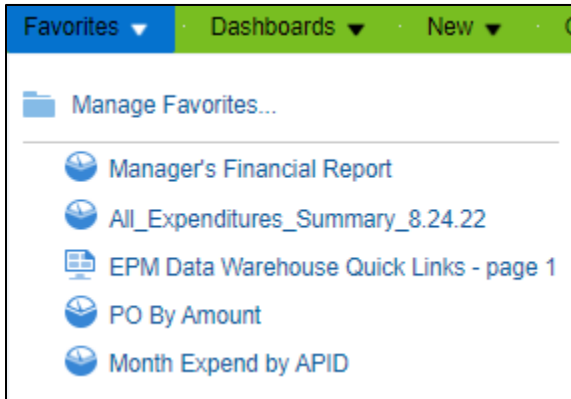 Favorites Dashboards New
Manage Favorites...
Manager's Financial Report
All_Expenditures_Summary_8.24.22
EPM Data Warehouse Quick Links - page 1
PO By Amount
Month Expend by APID